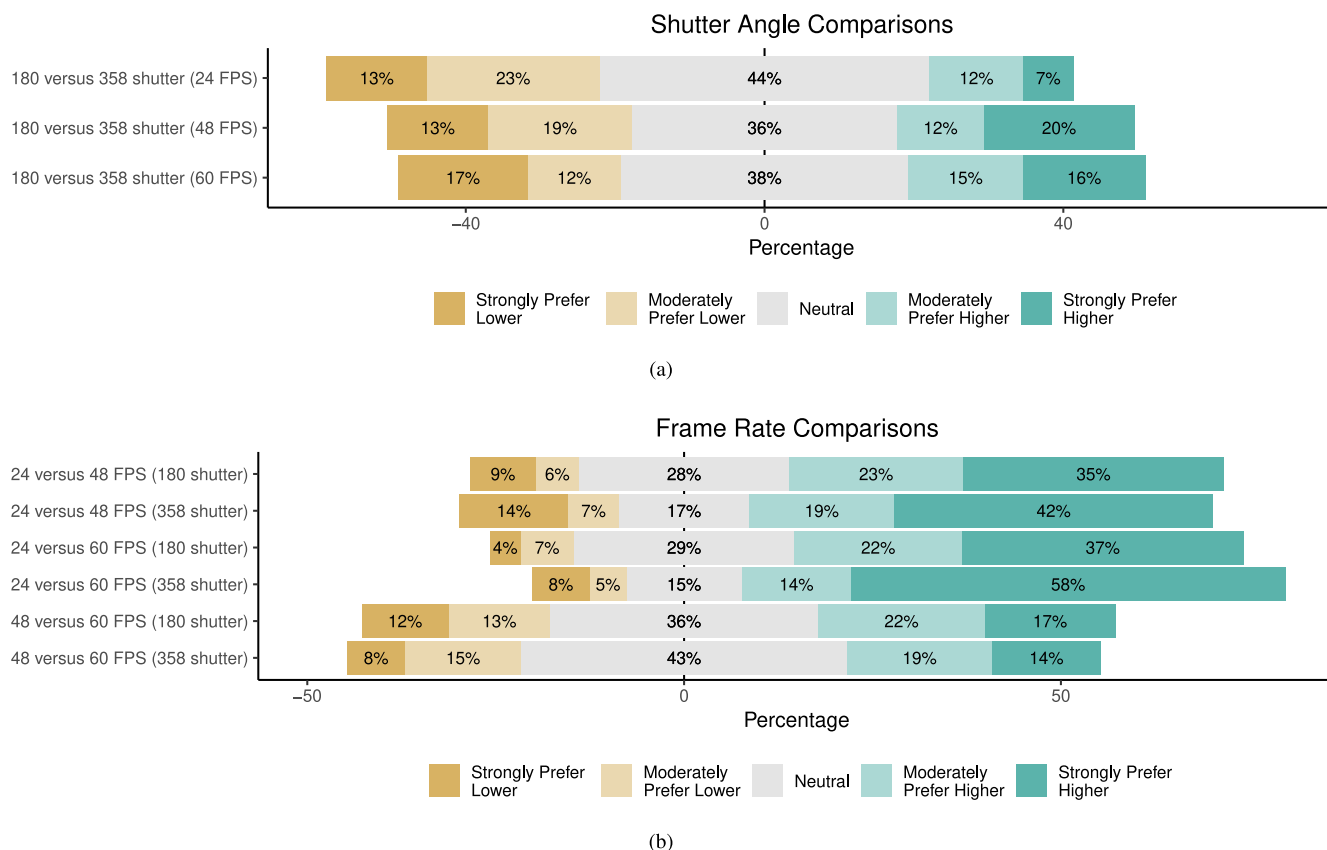 Shutter Angle Comparisons
180 versus 358 shutter (24 FPS) 13% 23% 44% 12% 7%
180 versus 358 shutter (48 FPS) 13% 19% 36% 12% 20%
180 versus 358 shutter (60 FPS) 17% 12% 38% 15% 16%
−40 0 40
Percentage
Strongly Prefer Lower Moderately Prefer Lower Neutral Moderately Prefer Higher Strongly Prefer Higher
(a)
Frame Rate Comparisons
24 versus 48 FPS (180 shutter) 9% 6% 28% 23% 35%
24 versus 48 FPS (358 shutter) 14% 7% 17% 19% 42%
24 versus 60 FPS (180 shutter) 4% 7% 29% 22% 37%
24 versus 60 FPS (358 shutter) 8% 5% 15% 14% 58%
48 versus 60 FPS (180 shutter) 12% 13% 36% 22% 17%
48 versus 60 FPS (358 shutter) 8% 15% 43% 19% 14%
−50 0 50
Percentage
Strongly Prefer Lower Moderately Prefer Lower Neutral Moderately Prefer Higher Strongly Prefer Higher
(b)